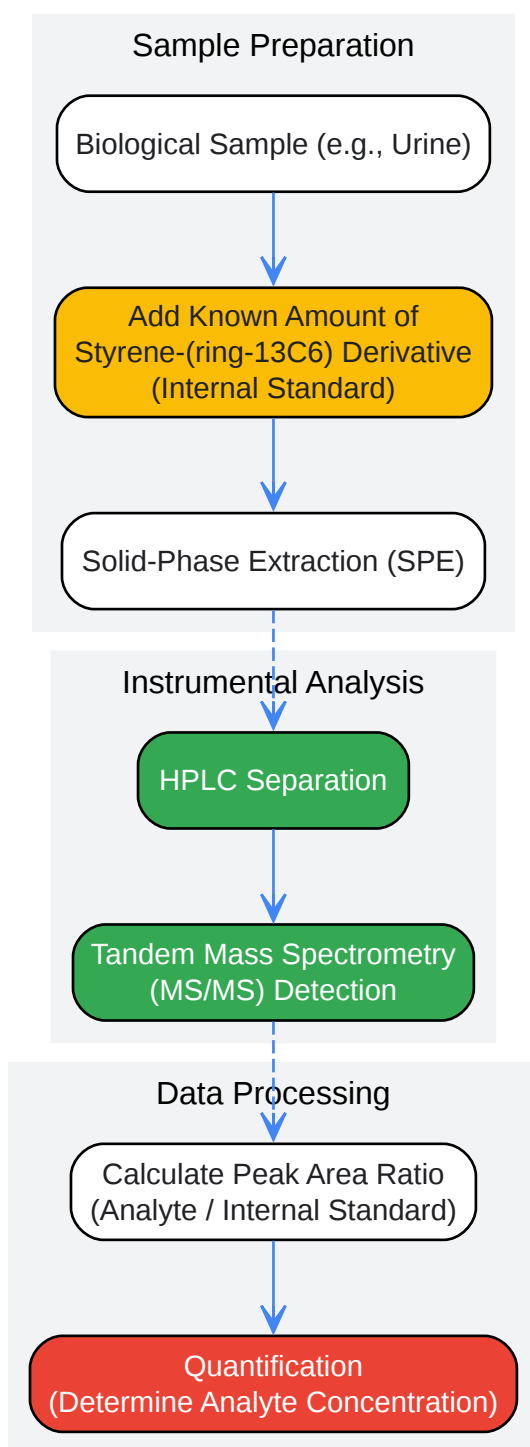 Sample Preparation
Biological Sample (e.g., Urine)
Add Known Amount of
Styrene-(ring-13C6) Derivative
(Internal Standard)
Solid-Phase Extraction (SPE)
Instrumental Analysis
HPLC Separation
Tandem Mass Spectrometry
(MS/MS) Detection
Data Processing
Calculate Peak Area Ratio
(Analyte / Internal Standard)
Quantification
(Determine Analyte Concentration)